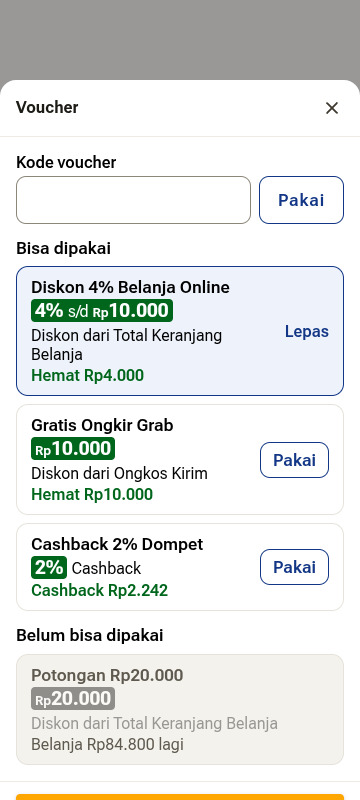 Voucher
Kode voucher
Pakai
Bisa dipakai
Diskon 4% Belanja Online
4% s/d Rp10.000
Diskon dari Total Keranjang
Belanja
Hemat Rp4.000
Lepas
Gratis Ongkir Grab
Rp10.000
Diskon dari Ongkos Kirim
Hemat Rp10.000
Pakai
Cashback 2% Dompet
2% Cashback
Cashback Rp2.242
Pakai
Belum bisa dipakai
Potongan Rp20.000
Rp20.000
Diskon dari Total Keranjang Belanja
Belanja Rp84.800 lagi